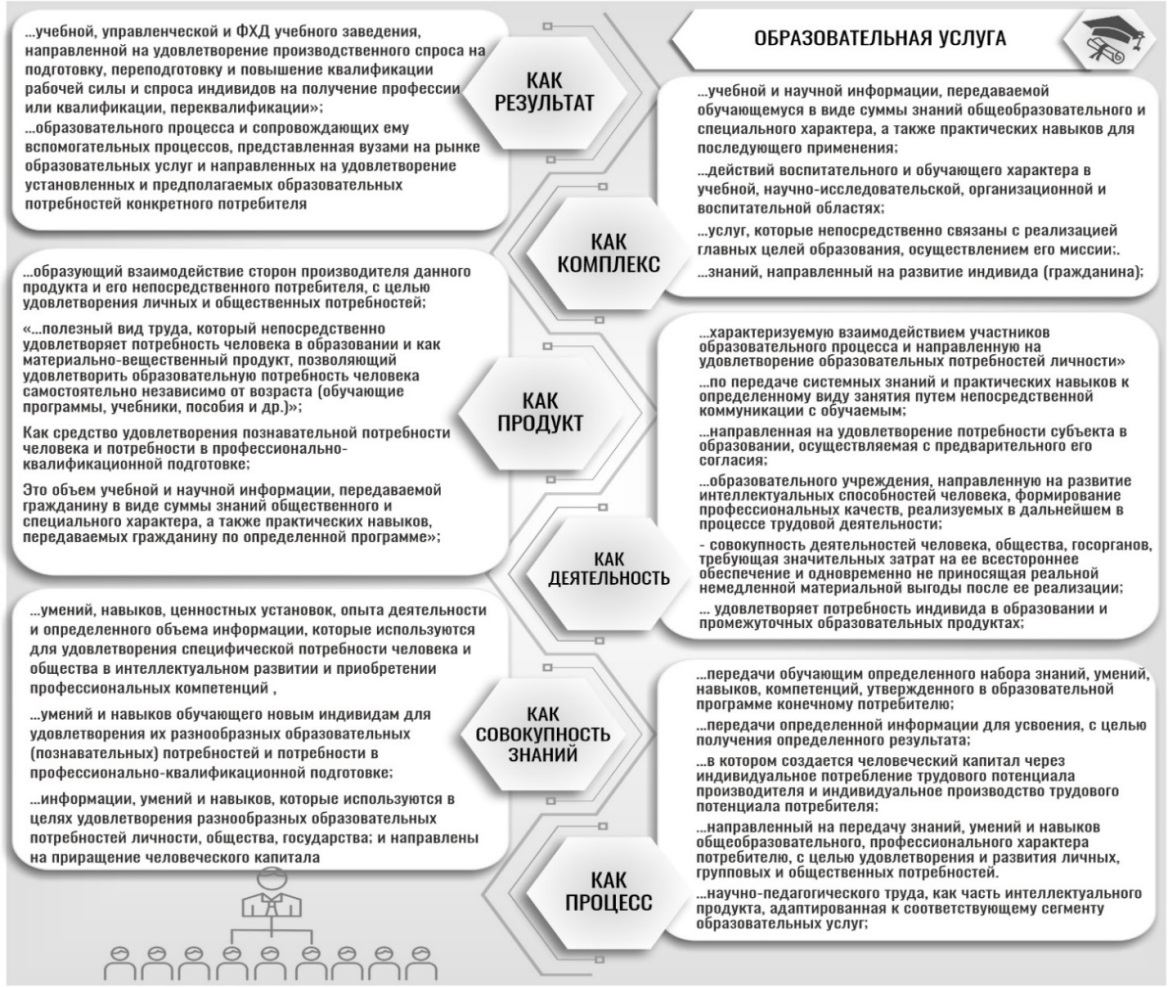 ОБРАЗОВАТЕЛЬНАЯ УСЛУГА
КАК
РЕЗУЛЬТАТ
...учебной, управленческой и ФХД учебного заведения,
направленной на удовлетворение производственного спроса на
подготовку, переподготовку и повышение квалификации
рабочей силы и спроса индивидов на получение профессии
или квалификации, переквалификации»;
...образовательного процесса и сопровождающих ему
вспомогательных процессов, представленная вузами на рынке
образовательных услуг и направленных на удовлетворение
установленных и предполагаемых образовательных
потребностей конкретного потребителя
КАК
КОМПЛЕКС
...учебной и научной информации, передаваемой
обучающемуся в виде суммы знаний общеобразовательного и
специального характера, а также практических навыков для
последующего применения;
...действий воспитательного и обучающего характера в
учебной, научно-исследовательской, организационной и
воспитательной областях;
...услуг, которые непосредственно связаны с реализацией
главных целей образования, осуществлением его миссии:.
...знаний, направленный на развитие индивида (гражданина);
КАК
ПРОДУКТ
...образующий взаимодействие сторон производителя данного
продукта и его непосредственного потребителя, с целью
удовлетворения личных и общественных потребностей;
«...полезный вид труда, который непосредственно
удовлетворяет потребность человека в образовании и как
материально-вещественный продукт, позволяющий
удовлетворить образовательную потребность человека
самостоятельно независимо от возраста (обучающие
программы, учебники, пособия и др.)»;
Как средство удовлетворения познавательной потребности
человека и потребности в профессионально-
квалификационной подготовке;
Это объем учебной и научной информации, передаваемой
гражданину в виде суммы знаний общественного и
специального характера, а также практических навыков,
передаваемых гражданину по определенной программе»;
КАК
ДЕЯТЕЛЬНОСТЬ
...характеризуемую взаимодействием участников
образовательного процесса и направленную на
удовлетворение образовательных потребностей личности»
...по передаче системных знаний и практических навыков к
определенному виду занятия путем непосредственной
коммуникации с обучаемым;
...направленная на удовлетворение потребности субъекта в
образовании, осуществляемая с предварительного его
согласия;
...образовательного учреждения, направленную на развитие
интеллектуальных способностей человека, формирование
профессиональных качеств, реализуемых в дальнейшем в
процессе трудовой деятельности;
- совокупность деятельностей человека, общества, госорганов,
требующая значительных затрат на ее всестороннее
обеспечение и одновременно не приносящая реальной
немедленной материальной выгоды после ее реализации;
... удовлетворяет потребность индивида в образовании и
промежуточных образовательных продуктах;
КАК
СОВОКУПНОСТЬ
ЗНАНИЙ
...умений, навыков, ценностных установок, опыта деятельности
и определенного объема информации, которые используются
для удовлетворения специфической потребности человека и
общества в интеллектуальном развитии и приобретении
профессиональных компетенций ,
...умений и навыков обучающего новым индивидам для
удовлетворения их разнообразных образовательных
(познавательных) потребностей и потребности в
профессионально-квалификационной подготовке;
...информации, умений и навыков, которые используются в
целях удовлетворения разнообразных образовательных
потребностей личности, общества, государства; и направлены
на приращение человеческого капитала
КАК
ПРОЦЕСС
...передачи обучающим определенного набора знаний, умений,
навыков, компетенций, утвержденного в образовательной
программе конечному потребителю;
...передачи определенной информации для усвоения, с целью
получения определенного результата;
...в котором создается человеческий капитал через
индивидуальное потребление трудового потенциала
производителя и индивидуальное производство трудового
потенциала потребителя;
...направленный на передачу знаний, умений и навыков
общеобразовательного, профессионального характера
потребителю, с целью удовлетворения и развития личных,
групповых и общественных потребностей.
...научно-педагогического труда, как часть интеллектуального
продукта, адаптированная к соответствующему сегменту
образовательных услуг;